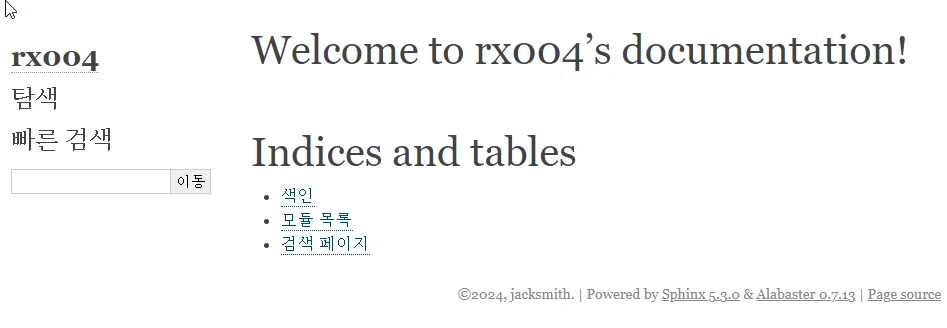 rx004
탐색
빠른 검색
이동
Welcome to rx004’s documentation!
Indices and tables
색인
모듈 목록
검색 페이지
©2024, jacksmith. | Powered by Sphinx 5.3.0 & Alabaster 0.7.13 | Page source